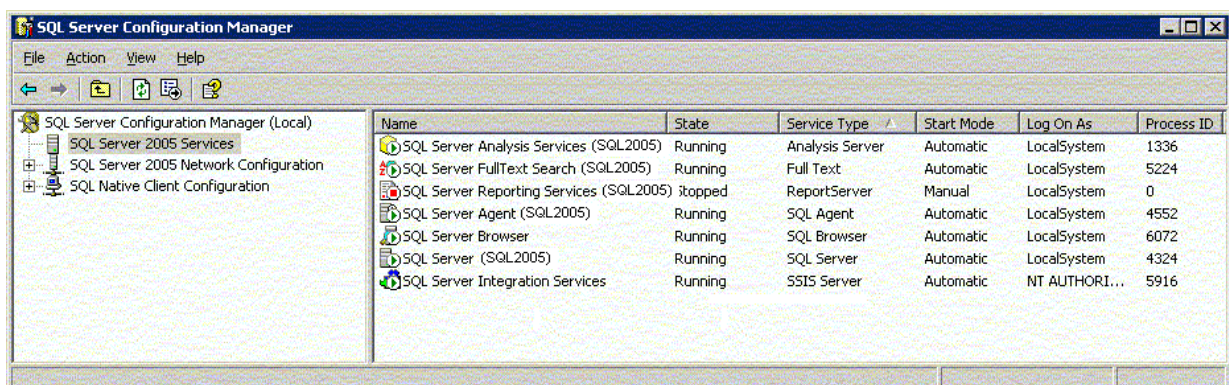 SQL Server Configuration Manager
File Action View Help
SQL Server Configuration Manager (Local)
SQL Server 2005 Services
SQL Server 2005 Network Configuration
SQL Native Client Configuration
Name State Service Type Start Mode Log On As Process ID
SQL Server Analysis Services (SQL2005) Running Analysis Server Automatic LocalSystem 1336
SQL Server FullText Search (SQL2005) Running Full Text Automatic LocalSystem 5224
SQL Server Reporting Services (SQL2005) Stopped ReportServer Manual LocalSystem 0
SQL Server Agent (SQL2005) Running SQL Agent Automatic LocalSystem 4552
SQL Server Browser Running SQL Browser Automatic LocalSystem 6072
SQL Server (SQL2005) Running SQL Server Automatic LocalSystem 4324
SQL Server Integration Services Running SSIS Server Automatic NT AUTHORI... 5916